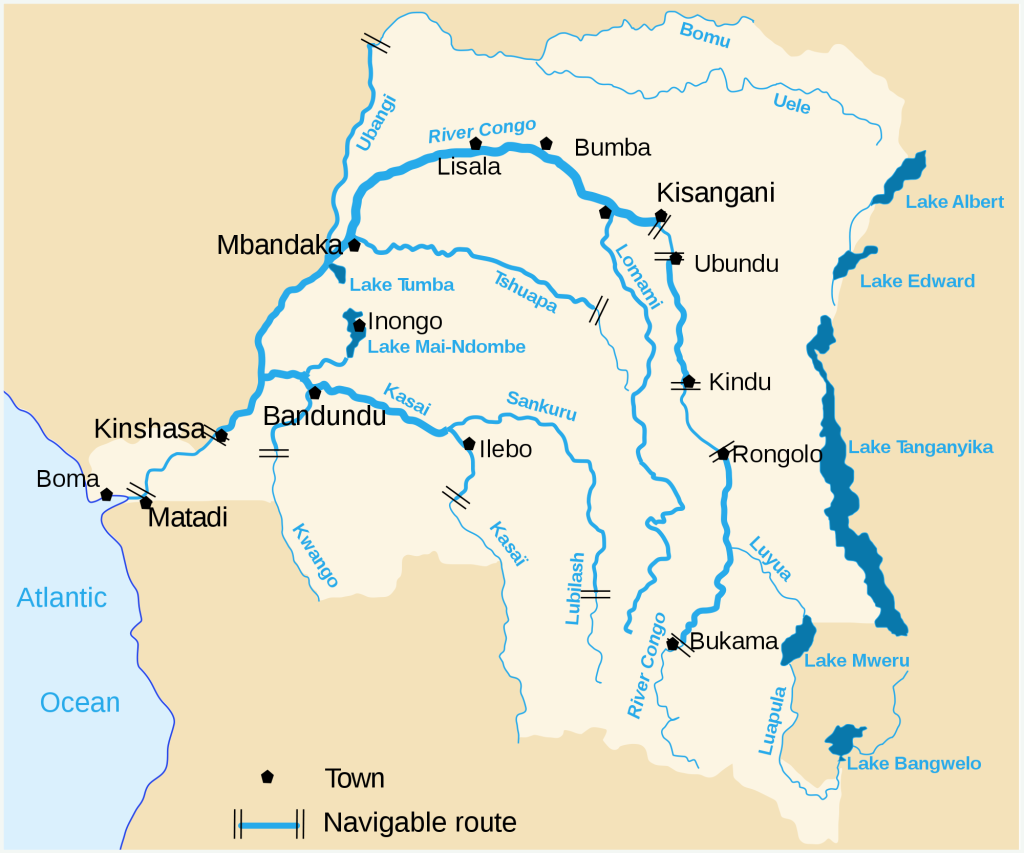 Bomu
Uele
Ubangi
River Congo
Lisala
Bumba
Kisangani
Lake Albert
Mbandaka
Ubundu
Lomami
Lake Tumba
Tshuapa
Lake Edward
Inongo
Lake Mai-Ndombe
Kindu
Kasai
Sankuru
Bandundu
Kinshasa
Ilebo
Rongolo
Lake Tanganyika
Boma
Matadi
Kwango
Kasaï
Lubilash
Luyua
Atlantic
Ocean
River Congo
Bukama
Lake Mweru
Luapula
Lake Bangwelo
Town
Navigable route